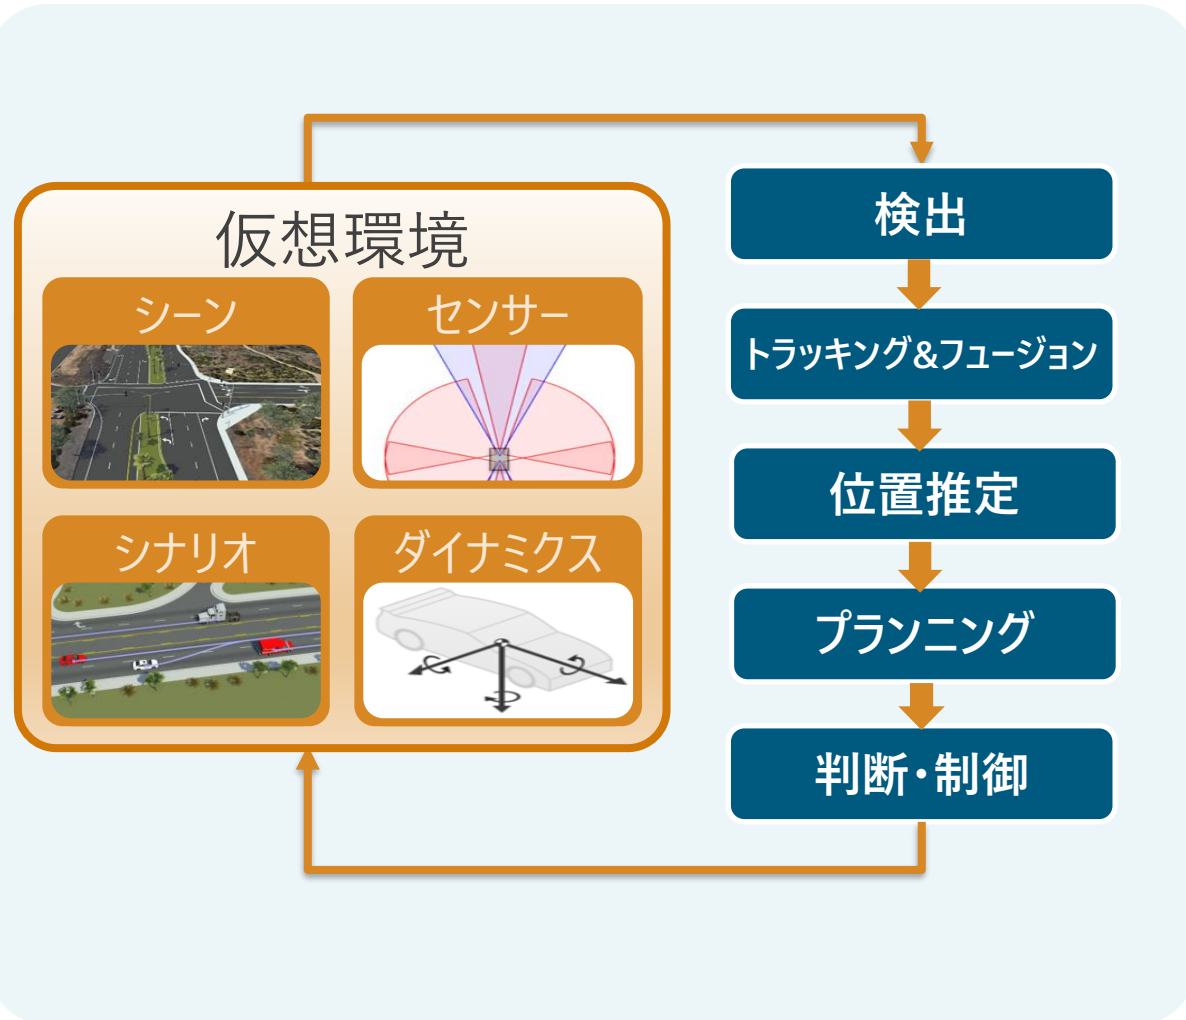 仮想環境
シーン
センサー
シナリオ
ダイナミクス
検出
トラッキング&フュージョン
位置推定
プランニング
判断・制御